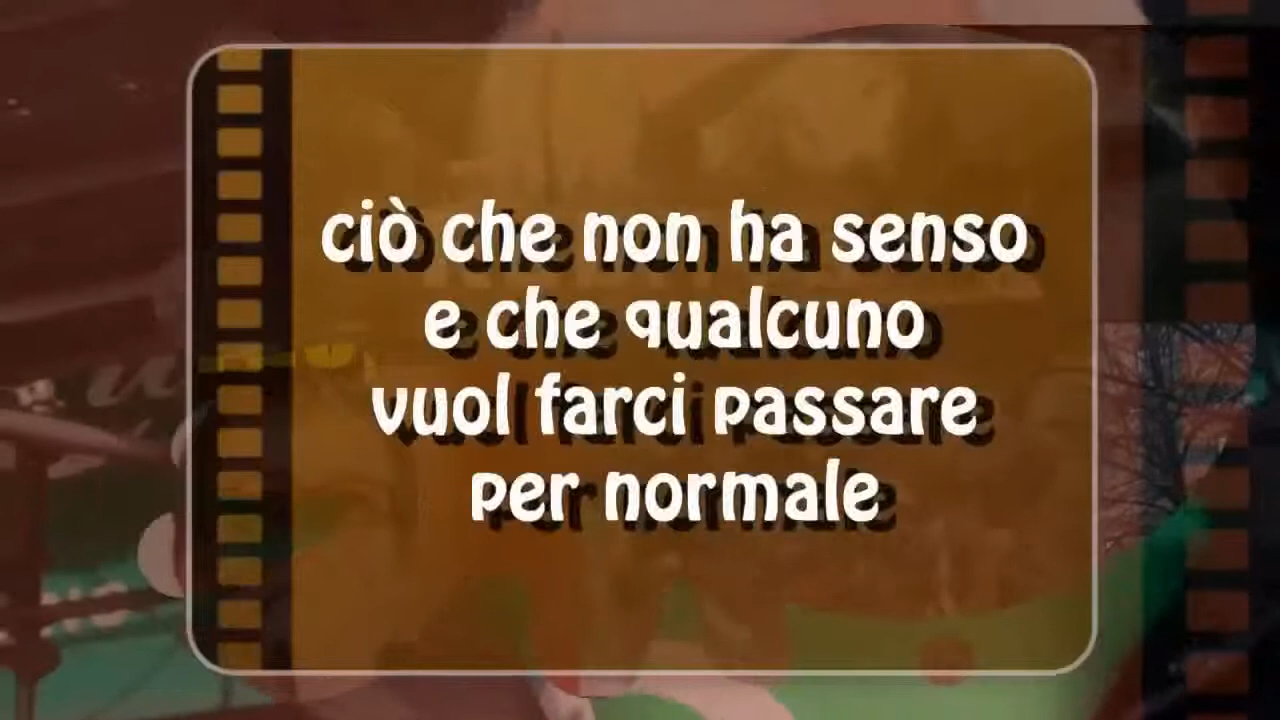 ciò che non ha senso
e che qualcuno
vuol farci passare
per normale